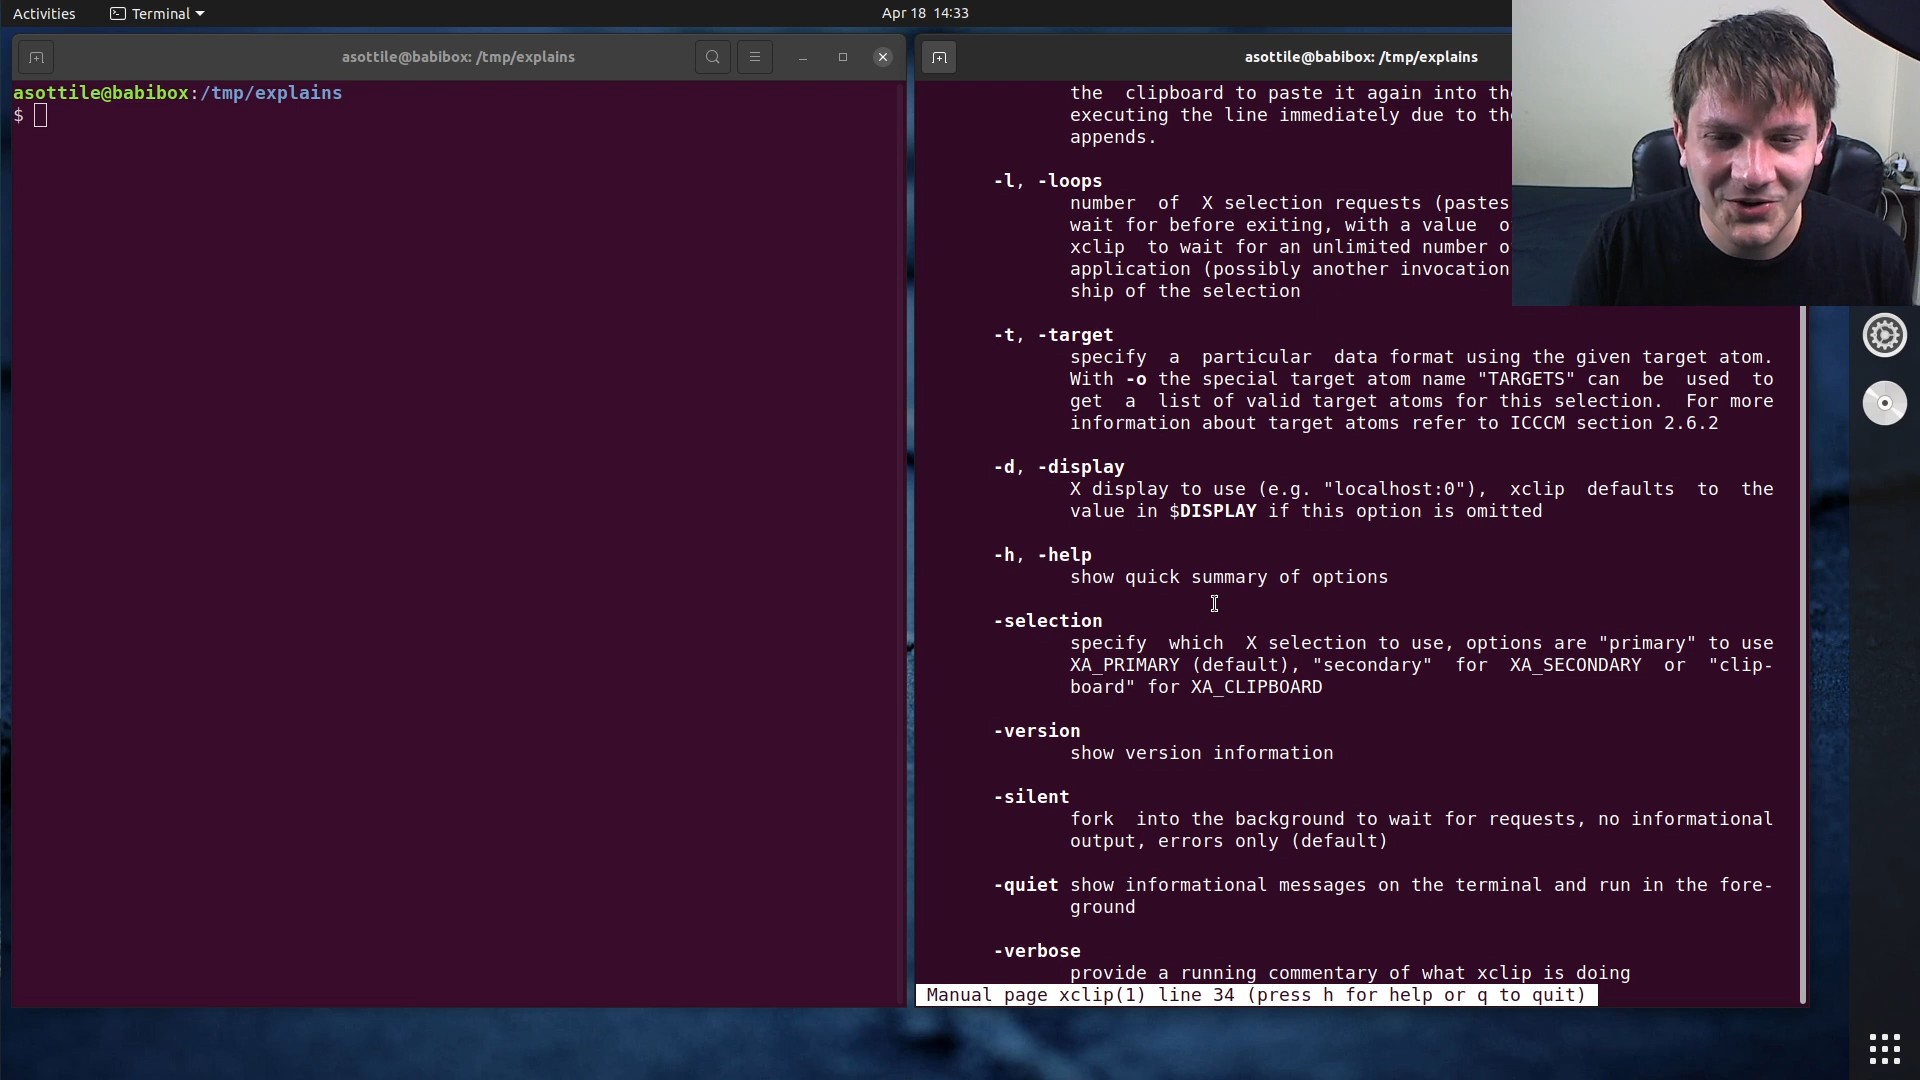 Activities
Terminal
Apr 18 14:33
asottile@babibox: /tmp/explains
asottile@babibox:/tmp/explains
$
asottile@babibox: /tmp/explains
the  clipboard to paste it again into the
executing the line immediately due to the
appends.
-l, -loops
number  of  X selection requests (pastes
wait for before exiting, with a value
xclip  to wait for an unlimited number
application (possibly another invocation
ship of the selection
-t, -target
specify  a  particular  data format using the given target atom.
With -o the special target atom name "TARGETS" can  be  used  to
get  a  list of valid target atoms for this selection.  For more
information about target atoms refer to ICCCM section 2.6.2
-d, -display
X display to use (e.g. "localhost:0"),  xclip  defaults  to  the
value in $DISPLAY if this option is omitted
-h, -help
show quick summary of options
-selection
specify  which  X selection to use, options are "primary" to use
XA_PRIMARY (default), "secondary"  for  XA_SECONDARY  or  "clip-
board" for XA_CLIPBOARD
-version
show version information
-silent
fork  into the background to wait for requests, no informational
output, errors only (default)
-quiet show informational messages on the terminal and run in the fore-
ground
-verbose
provide a running commentary of what xclip is doing
Manual page xclip(1) line 34 (press h for help or q to quit)